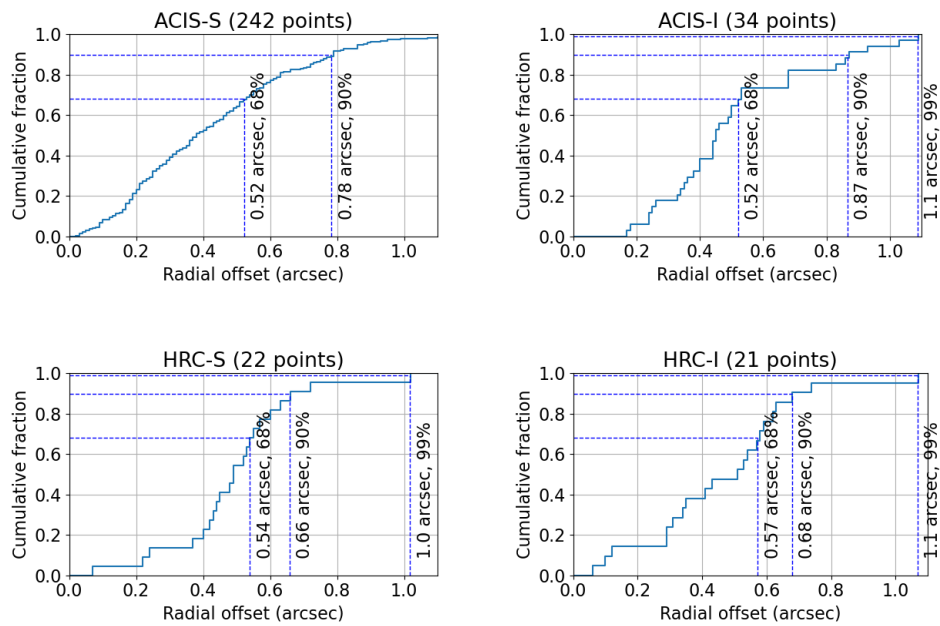 ACIS-S (242 points)
1.0
0.8
0.6
0.4
0.2
0.0
Cumulative fraction
0.52 arcsec, 68%
0.78 arcsec, 90%
0.0 0.2 0.4 0.6 0.8 1.0
Radial offset (arcsec)
ACIS-I (34 points)
1.0
0.8
0.6
0.4
0.2
0.0
Cumulative fraction
0.52 arcsec, 68%
0.87 arcsec, 90%
1.1 arcsec, 99%
0.0 0.2 0.4 0.6 0.8 1.0
Radial offset (arcsec)
HRC-S (22 points)
1.0
0.8
0.6
0.4
0.2
0.0
Cumulative fraction
0.54 arcsec, 68%
0.66 arcsec, 90%
1.0 arcsec, 99%
0.0 0.2 0.4 0.6 0.8 1.0
Radial offset (arcsec)
HRC-I (21 points)
1.0
0.8
0.6
0.4
0.2
0.0
Cumulative fraction
0.57 arcsec, 68%
0.68 arcsec, 90%
1.1 arcsec, 99%
0.0 0.2 0.4 0.6 0.8 1.0
Radial offset (arcsec)